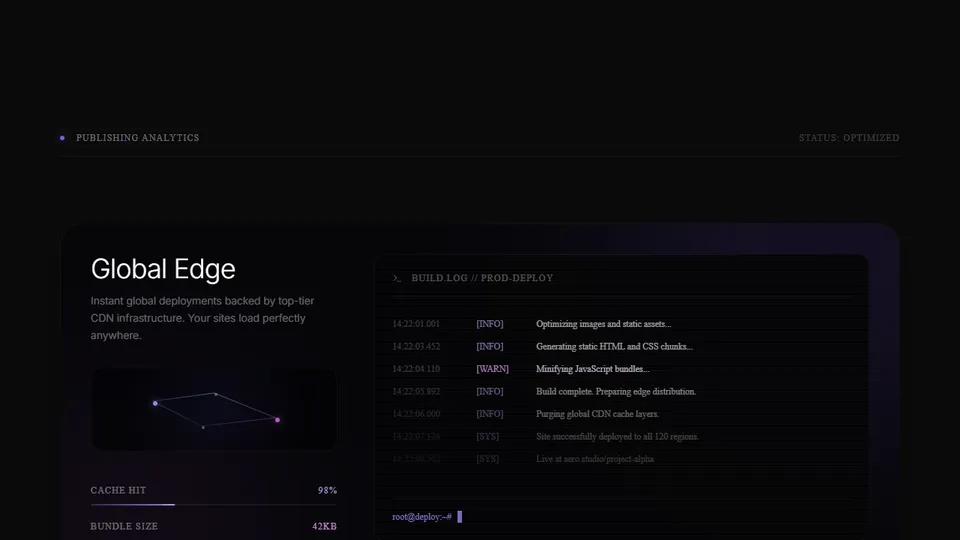 PUBLISHING ANALYTICS
STATUS: OPTIMIZED
Global Edge
Instant global deployments backed by top-tier
CDN infrastructure. Your sites load perfectly
anywhere.
CACHE HIT 98%
BUNDLE SIZE 42KB
>_ BUILD.LOG // PROD-DEPLOY
14:22:01.001 [INFO] Optimizing images and static assets...
14:22:03.452 [INFO] Generating static HTML and CSS chunks...
14:22:04.110 [WARN] Minifying JavaScript bundles...
14:22:05.892 [INFO] Build complete. Preparing edge distribution.
14:22:06.000 [INFO] Purging global CDN cache layers.
[SYS] Site successfully deployed to all 120 regions.
[SYS] Live at aero.studio/project-alpha
root@deploy:~#